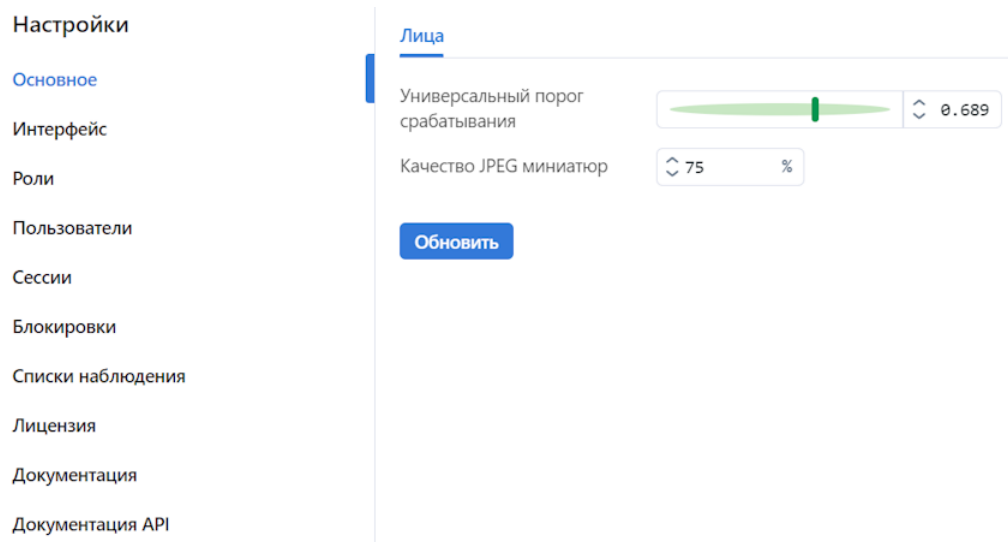 Настройки
Основное
Интерфейс
Роли
Пользователи
Сессии
Блокировки
Списки наблюдения
Лицензия
Документация
Документация API
Лица
Универсальный порог
срабатывания
0.689
Качество JPEG миниатюр
75 %
Обновить